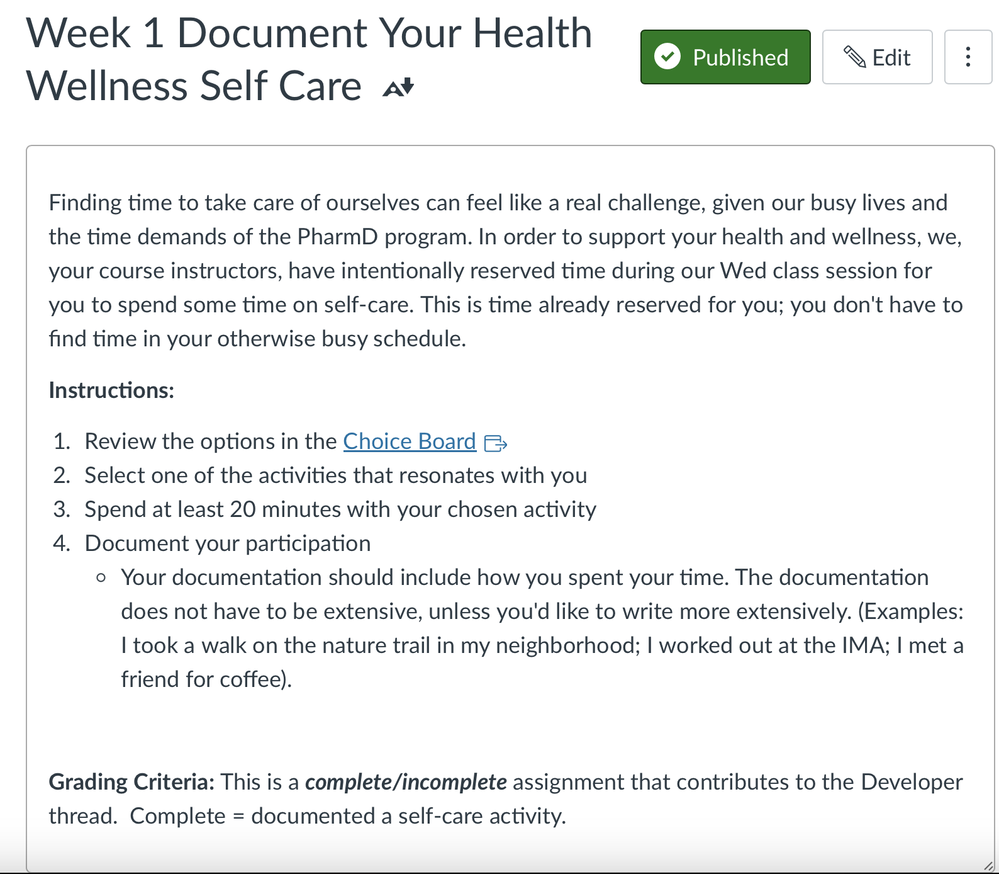 Week 1 Document Your Health
Wellness Self Care
Published
Edit
Finding time to take care of ourselves can feel like a real challenge, given our busy lives and
the time demands of the PharmD program. In order to support your health and wellness, we,
your course instructors, have intentionally reserved time during our Wed class session for
you to spend some time on self-care. This is time already reserved for you; you don't have to
find time in your otherwise busy schedule.
Instructions:
1. Review the options in the Choice Board
2. Select one of the activities that resonates with you
3. Spend at least 20 minutes with your chosen activity
4. Document your participation
Your documentation should include how you spent your time. The documentation
does not have to be extensive, unless you'd like to write more extensively. (Examples:
I took a walk on the nature trail in my neighborhood; I worked out at the IMA; I met a
friend for coffee).
Grading Criteria: This is a complete/incomplete assignment that contributes to the Developer
thread.  Complete = documented a self-care activity.